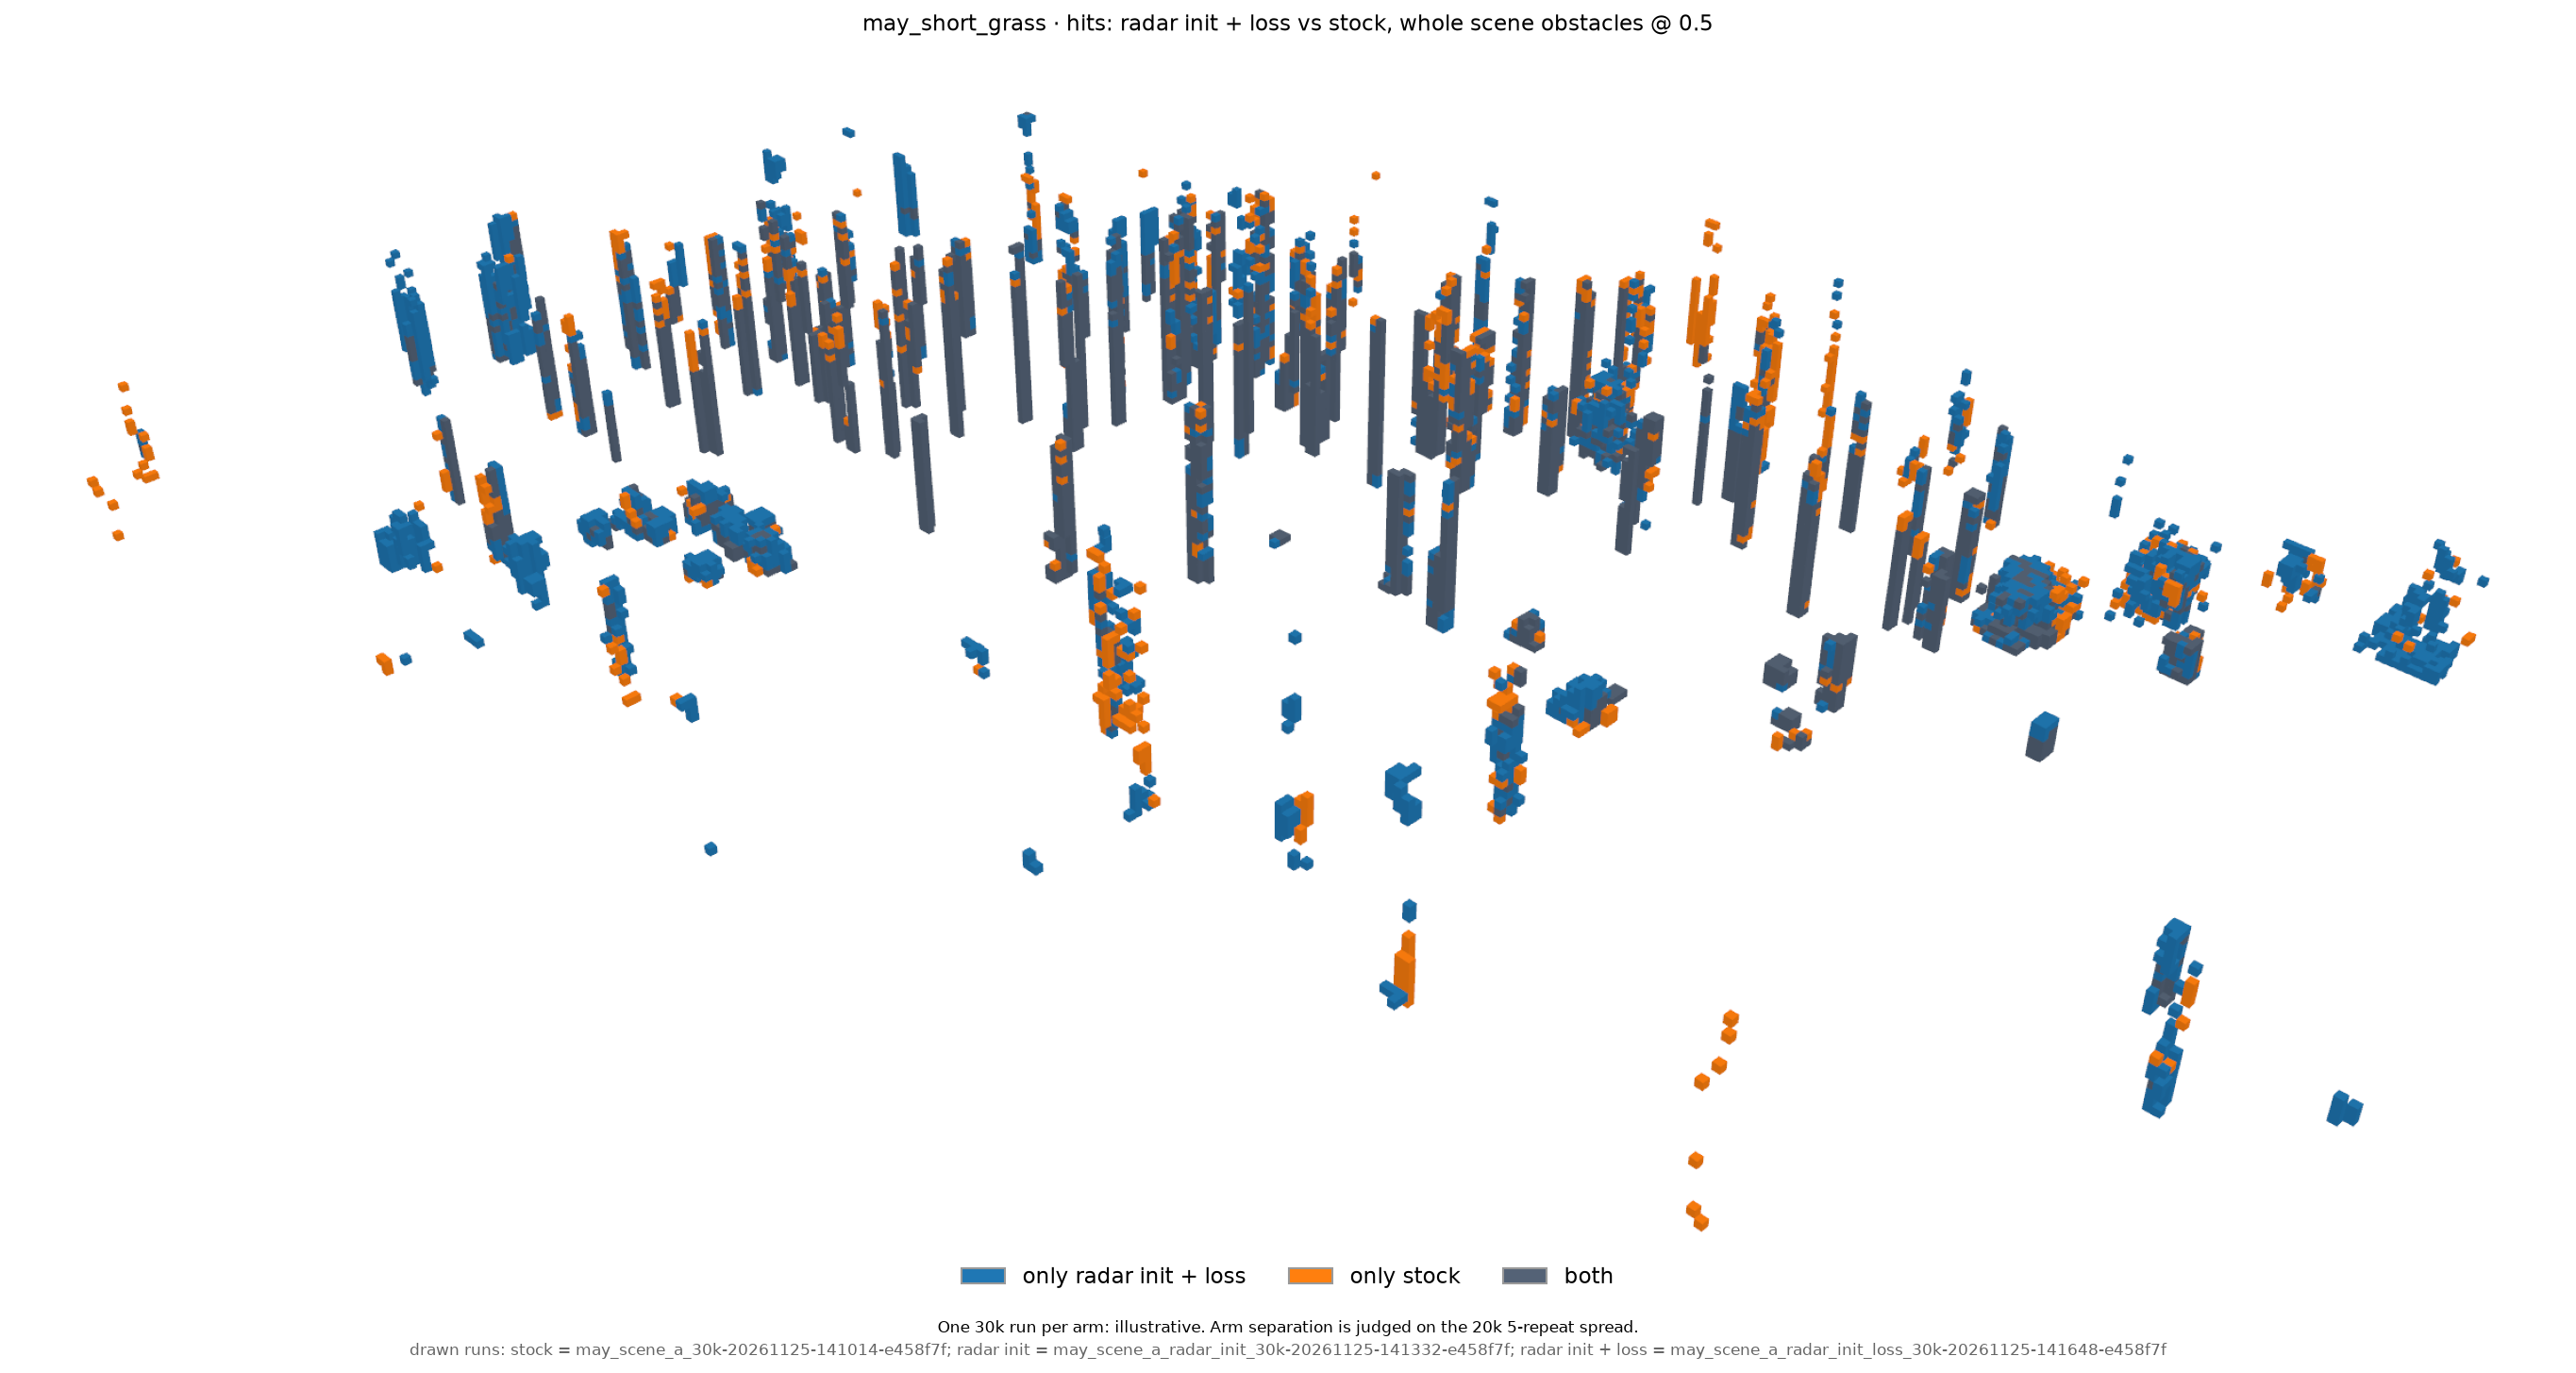 may_short_grass · hits: radar init + loss vs stock, whole scene obstacles @ 0.5
only radar init + loss
only stock
both
One 30k run per arm: illustrative. Arm separation is judged on the 20k 5-repeat spread.
drawn runs: stock = may_scene_a_30k-20261125-141014-e458f7f; radar init = may_scene_a_radar_init_30k-20261125-141332-e458f7f; radar init + loss = may_scene_a_radar_init_loss_30k-20261125-141648-e458f7f